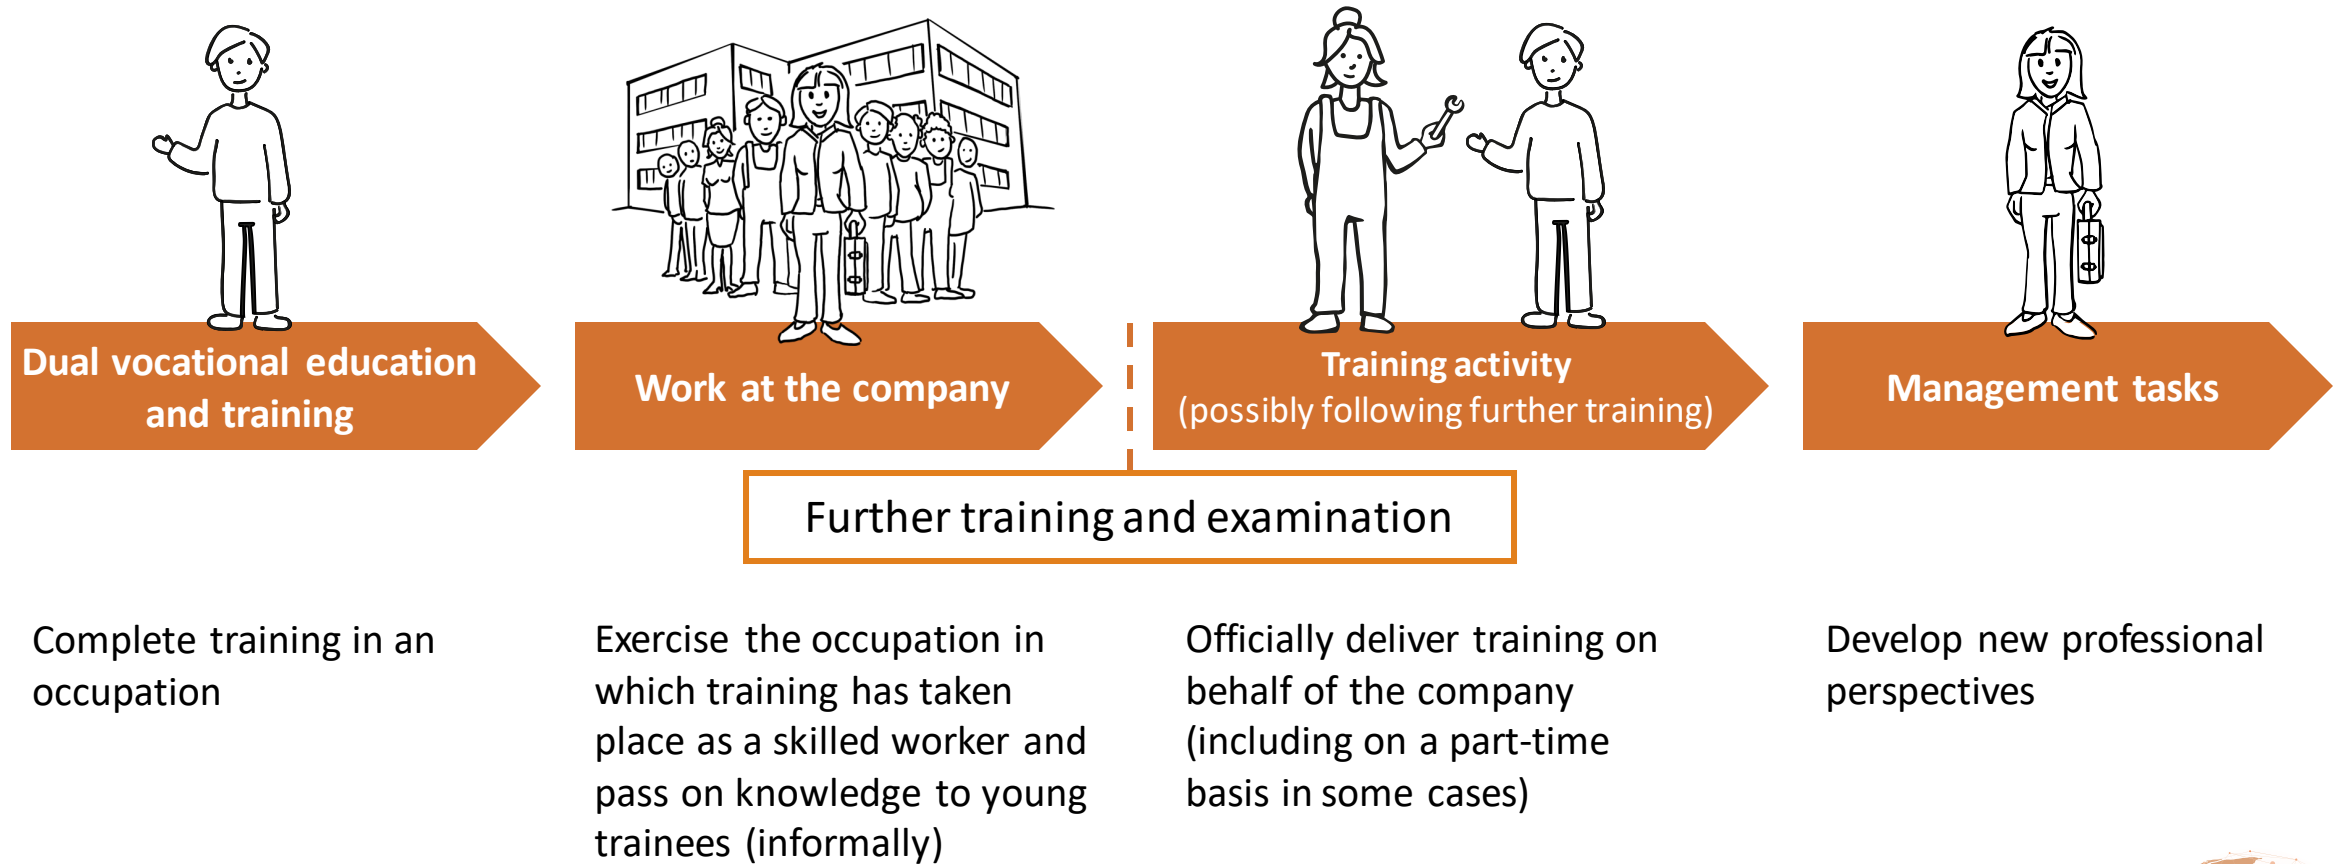 Dual vocational education
and training
Work at the company
Training activity
(possibly following further training)
Management tasks
Further training and examination
Complete training in an
occupation
Exercise the occupation in
which training has taken
place as a skilled worker and
pass on knowledge to young
trainees (informally)
Officially deliver training on
behalf of the company
(including on a part-time
basis in some cases)
Develop new professional
perspectives